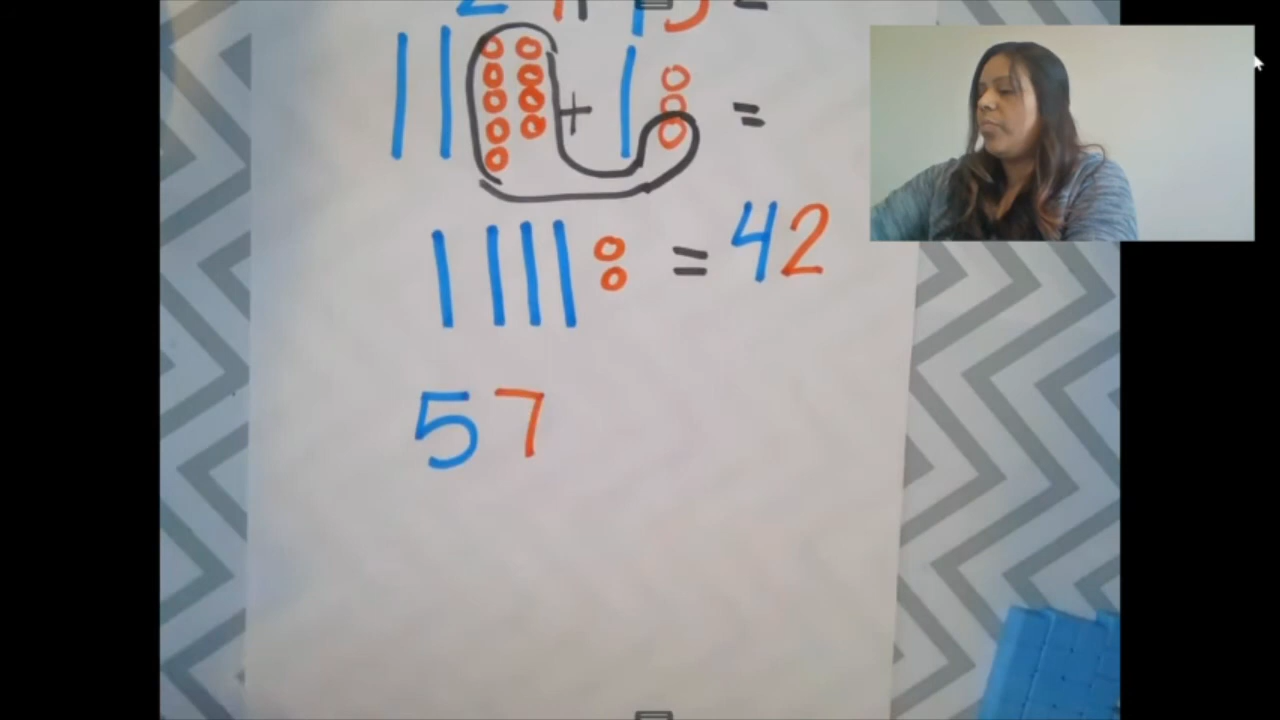 + =
= 42
57